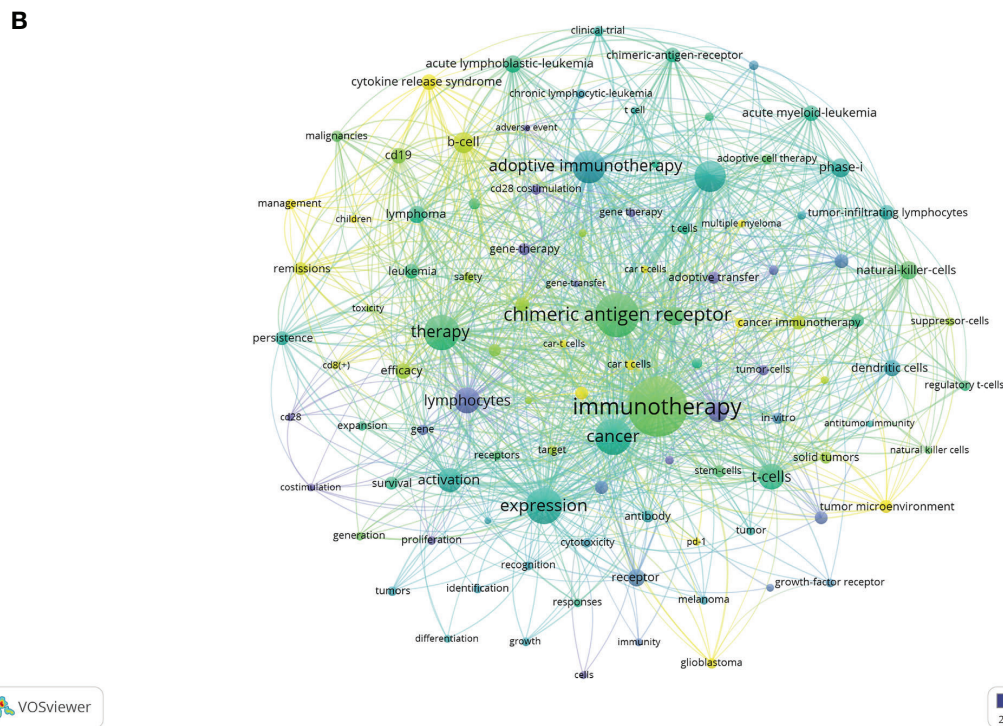 B
clinical-trial
chimeric-antigen-receptor
acute lymphoblastic-leukemia
cytokine release syndrome
chronic lymphocytic-leukemia
t cell
acute myeloid-leukemia
adverse event
malignancies
b-cell
cd19
adoptive immunotherapy
adoptive cell therapy
phase-i
cd28 costimulation
management
children
lymphoma
gene therapy
multiple myeloma
tumor-infiltrating lymphocytes
t cells
gene-therapy
remissions
leukemia
safety
car t-cells
adoptive transfer
natural-killer-cells
gene-transfer
toxicity
chimeric antigen receptor
cancer immunotherapy
suppressor-cells
therapy
persistence
car-t cells
cd8(+)
efficacy
car t cells
tumor-cells
dendritic cells
regulatory t-cells
lymphocytes
immunotherapy
cd28
gene
expansion
in-vitro
antitumor immunity
cancer
receptors
target
solid tumors
natural killer cells
stem-cells
t-cells
costimulation
survival
activation
expression
tumor microenvironment
antibody
generation
proliferation
cytotoxicity
pd-1
tumor
recognition
receptor
growth-factor receptor
tumors
identification
responses
melanoma
differentiation
growth
immunity
glioblastoma
cells
VOSviewer
2